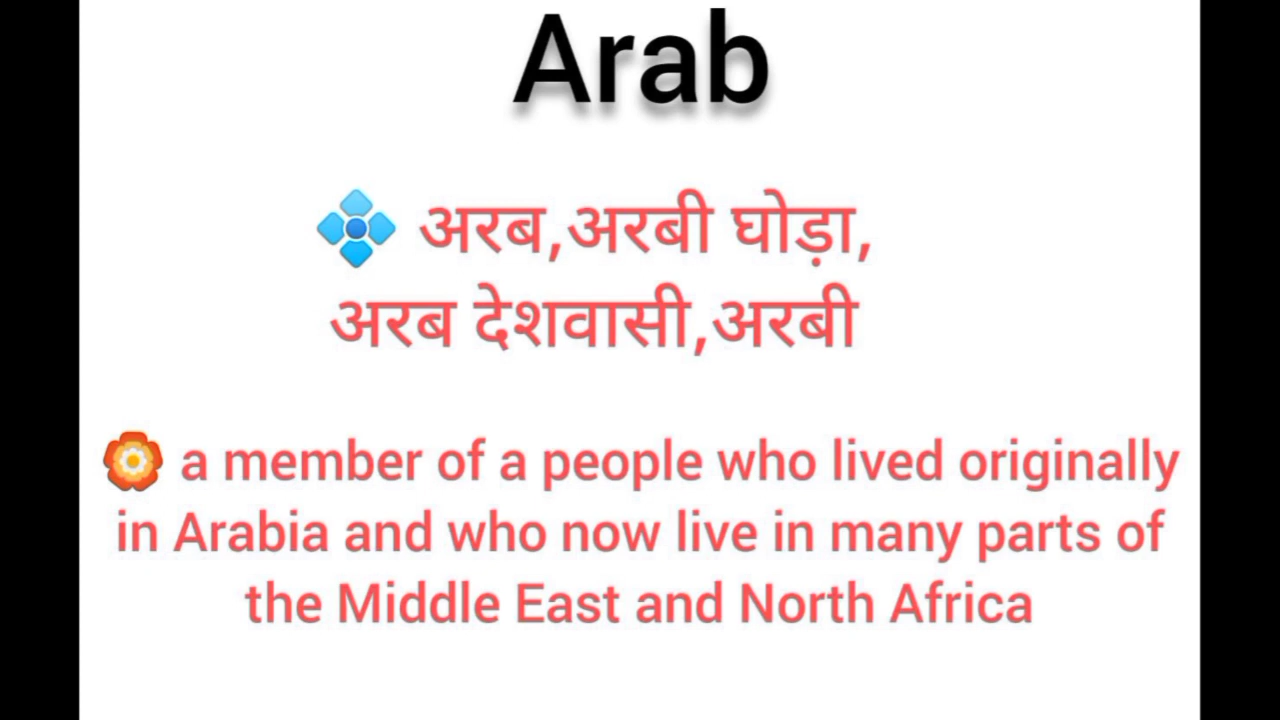 Arab
💠 अरब,अरबी घोड़ा,
अरब देशवासी,अरबी
🏵️ a member of a people who lived originally
in Arabia and who now live in many parts of
the Middle East and North Africa